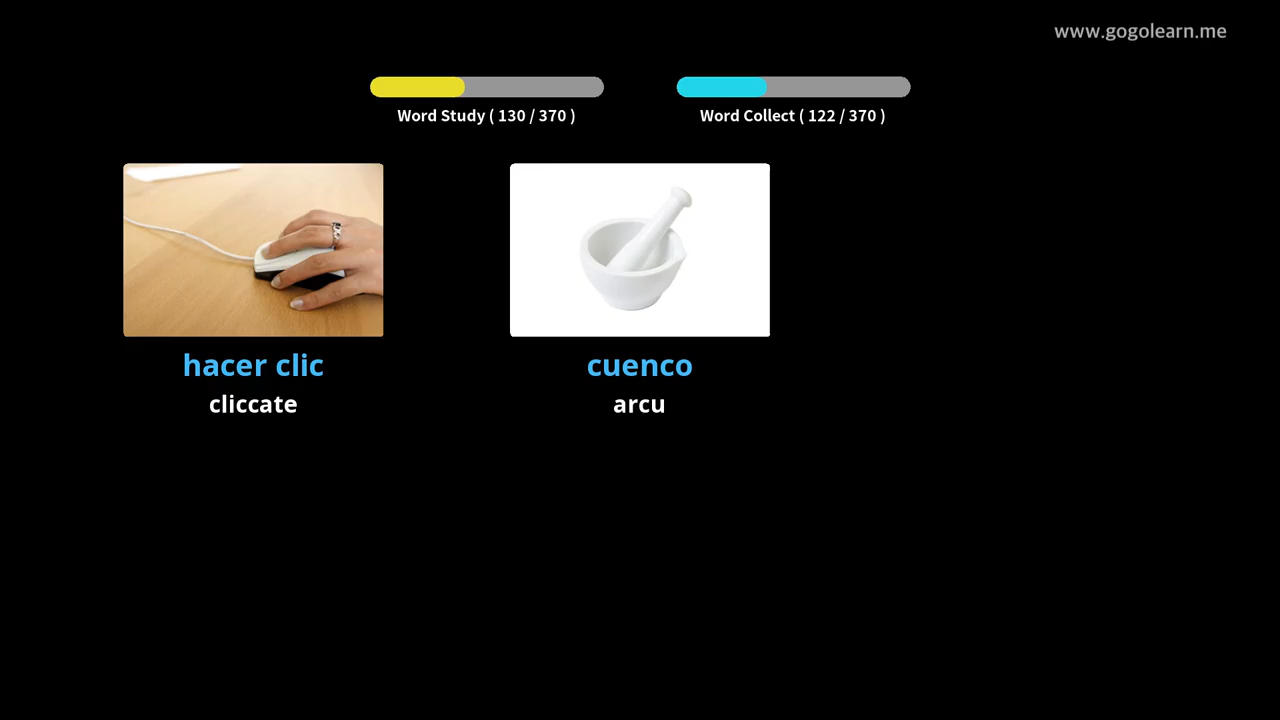 www.gogolearn.me
Word Study ( 130 / 370 )
Word Collect ( 122 / 370 )
hacer clic
cuenco
cliccate
arcu